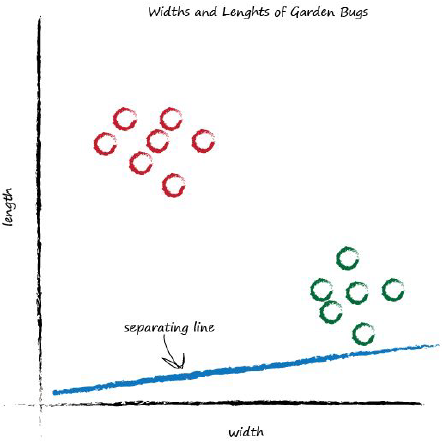 Widths and Lenghts of Garden Bugs
length
separating line
width